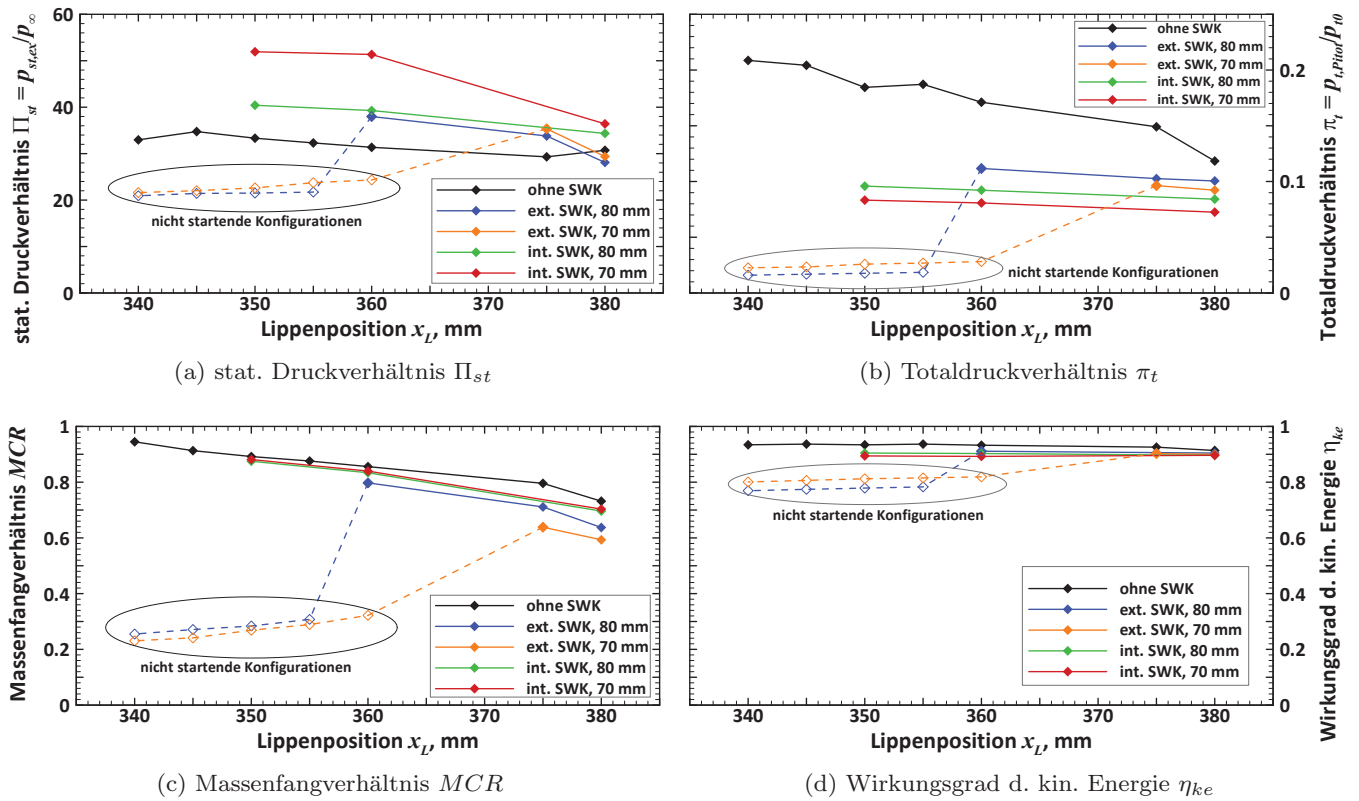 60
40
20
0
stat. Druckverhältnis Π_st = p_st,ex/p_∞
340 350 360 370 380
Lippenposition x_L, mm
nicht startende Konfigurationen
ohne SWK
ext. SWK, 80 mm
ext. SWK, 70 mm
int. SWK, 80 mm
int. SWK, 70 mm
(a) stat. Druckverhältnis Π_st
ohne SWK
ext. SWK, 80 mm
ext. SWK, 70 mm
int. SWK, 80 mm
int. SWK, 70 mm
0.2
0.1
0
Totaldruckverhältnis π_t = p_t,Pitot/p_t0
nicht startende Konfigurationen
340 350 360 370 380
Lippenposition x_L, mm
(b) Totaldruckverhältnis π_t
1
0.8
0.6
0.4
0.2
0
Massenfangverhältnis MCR
nicht startende Konfigurationen
ohne SWK
ext. SWK, 80 mm
ext. SWK, 70 mm
int. SWK, 80 mm
int. SWK, 70 mm
340 350 360 370 380
Lippenposition x_L, mm
(c) Massenfangverhältnis MCR
1
0.8
0.6
0.4
0.2
0
Wirkungsgrad d. kin. Energie η_ke
nicht startende Konfigurationen
ohne SWK
ext. SWK, 80 mm
ext. SWK, 70 mm
int. SWK, 80 mm
int. SWK, 70 mm
340 350 360 370 380
Lippenposition x_L, mm
(d) Wirkungsgrad d. kin. Energie η_ke